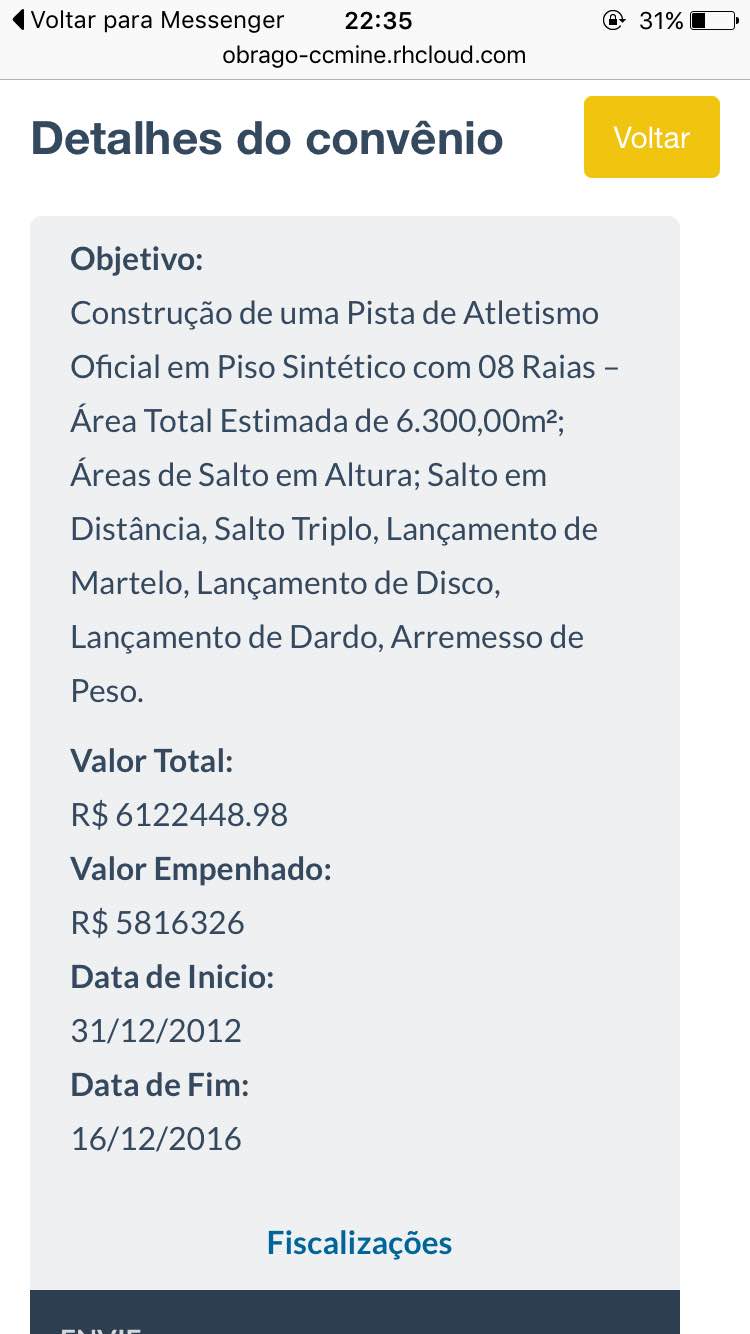 Voltar para Messenger 22:35 31%
obrago-ccmine.rhcloud.com
Detalhes do convênio
Voltar
Objetivo:
Construção de uma Pista de Atletismo
Oficial em Piso Sintético com 08 Raias –
Área Total Estimada de 6.300,00m²;
Áreas de Salto em Altura; Salto em
Distância, Salto Triplo, Lançamento de
Martelo, Lançamento de Disco,
Lançamento de Dardo, Arremesso de
Peso.
Valor Total:
R$ 6122448.98
Valor Empenhado:
R$ 5816326
Data de Inicio:
31/12/2012
Data de Fim:
16/12/2016
Fiscalizações
ENVIE